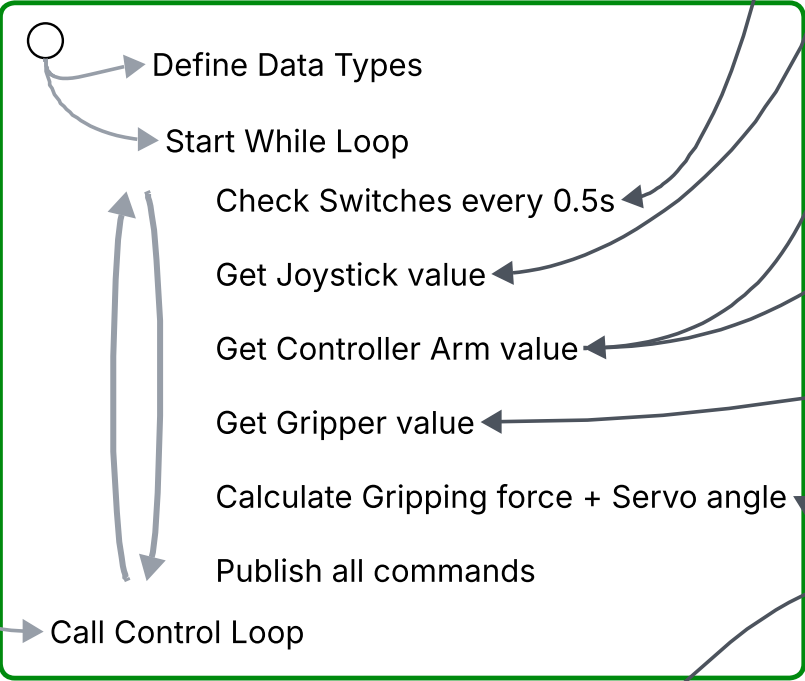 Define Data Types
Start While Loop
Check Switches every 0.5s
Get Joystick value
Get Controller Arm value
Get Gripper value
Calculate Gripping force + Servo angle
Publish all commands
Call Control Loop